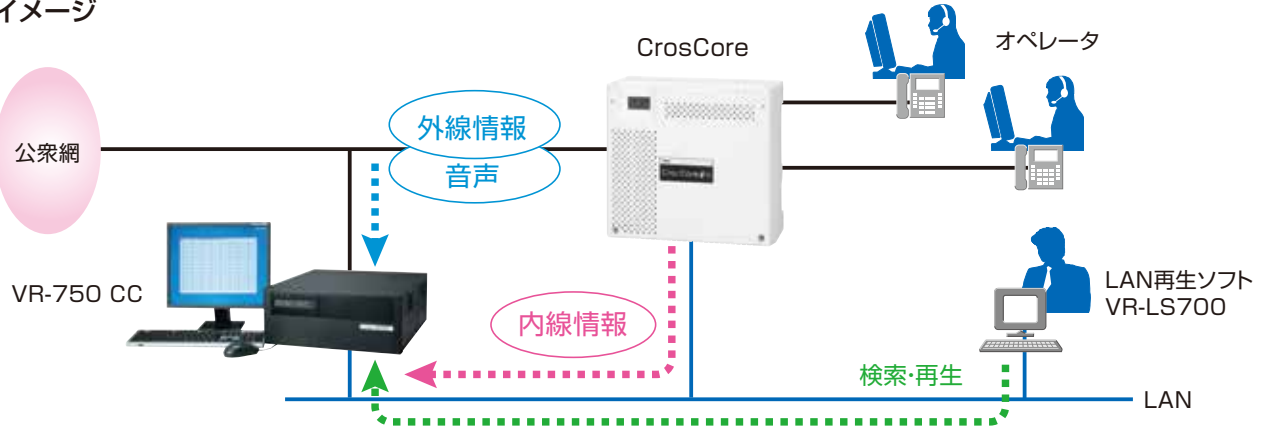 イメージ
CrosCore
オペレータ
公衆網
外線情報
音声
VR-750 CC
内線情報
LAN再生ソフト
VR-LS700
検索・再生
LAN